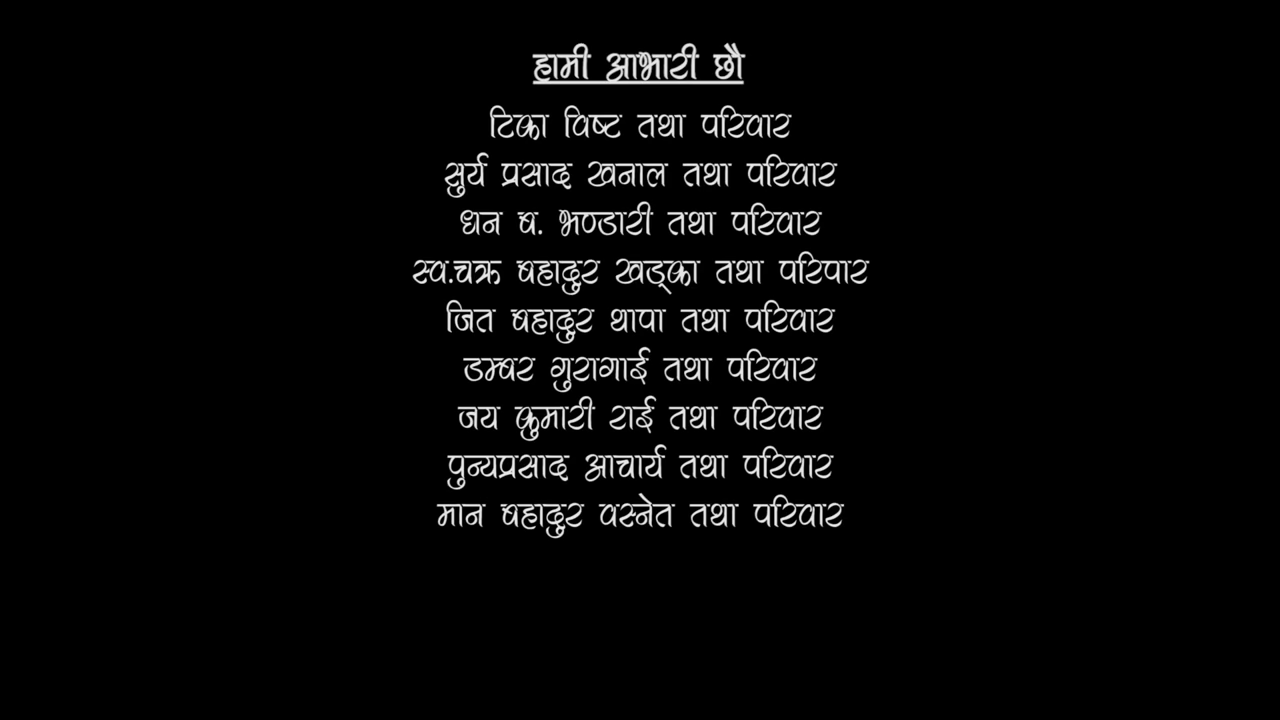 हामी आभारी छौ
टिका विष्ट तथा परिवार
सुर्य प्रसाद खनाल तथा परिवार
धन ब. भण्डारी तथा परिवार
स्व.चक्र बहादुर खड्का तथा परिपार
जित बहादुर थापा तथा परिवार
डम्बर गुरागाई तथा परिवार
जय कुमारी राई तथा परिवार
पुन्यप्रसाद आचार्य तथा परिवार
मान बहादुर वस्नेत तथा परिवार